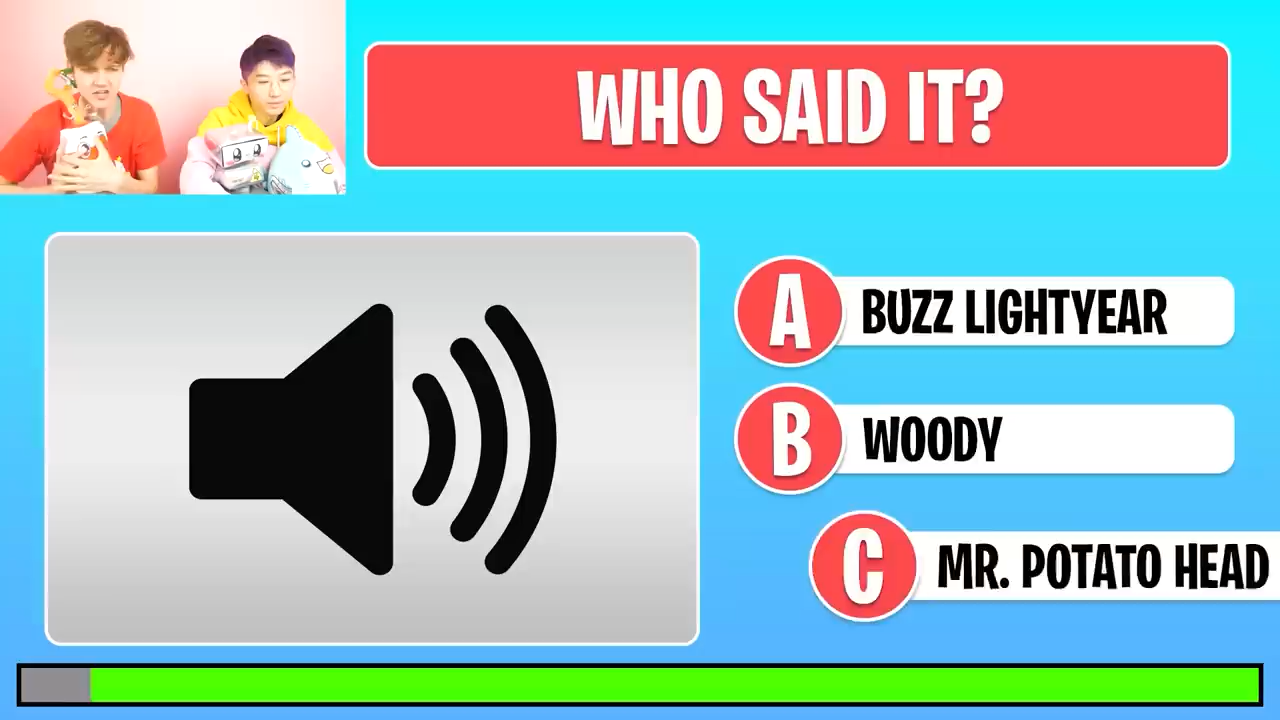 WHO SAID IT?
A BUZZ LIGHTYEAR
B WOODY
C MR. POTATO HEAD